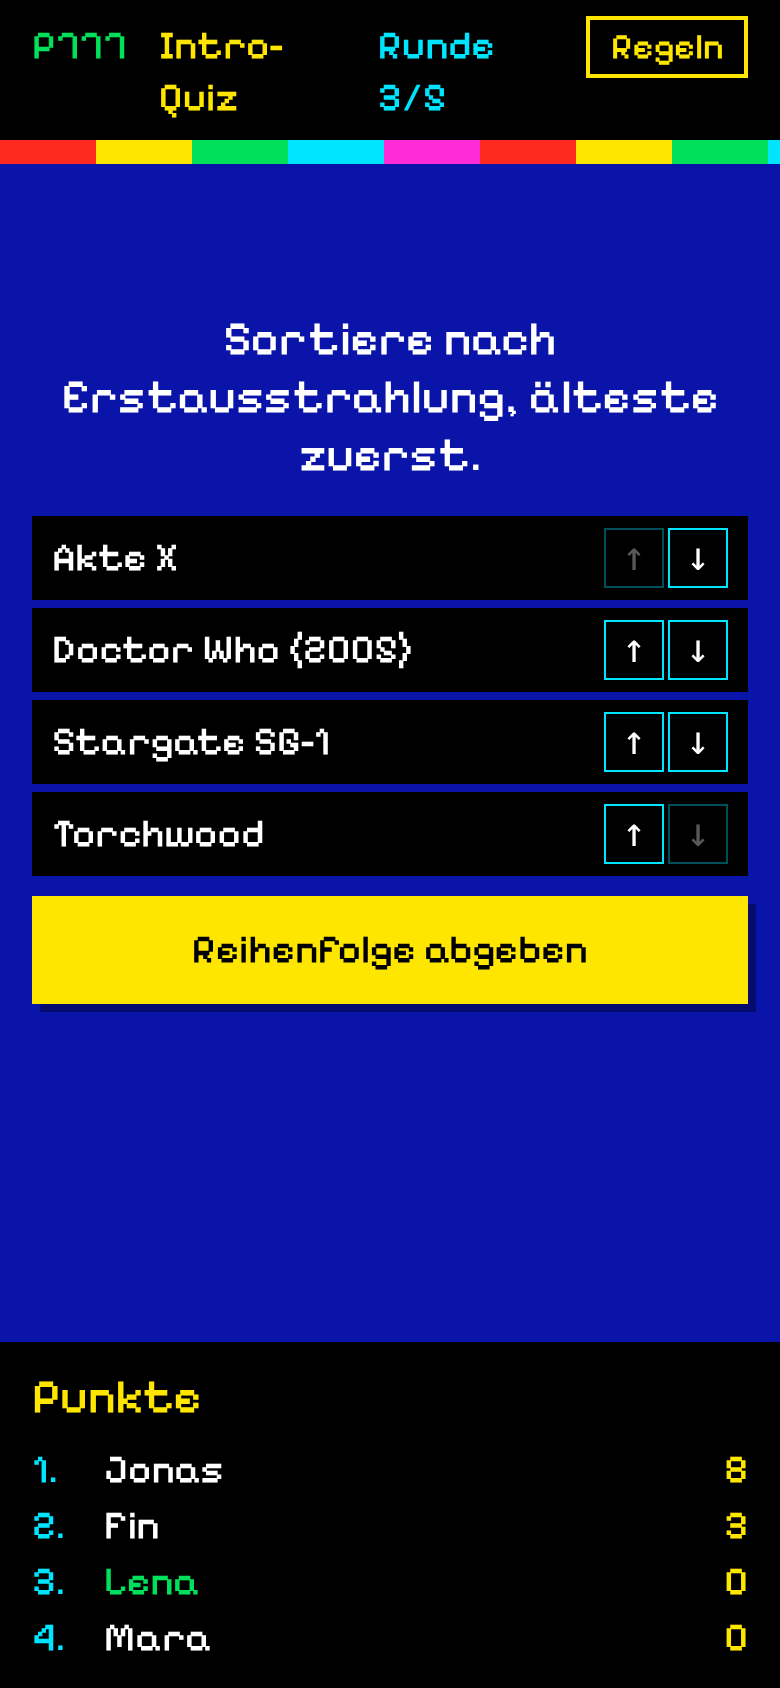 P777 Intro-Quiz Runde 3/5 Regeln
Sortiere nach
Erstausstrahlung, älteste
zuerst.
Akte X ↑ ↓
Doctor Who (2005) ↑ ↓
Stargate SG-1 ↑ ↓
Torchwood ↑ ↓
Reihenfolge abgeben
Punkte
1. Jonas 8
2. Fin 3
3. Lena 0
4. Mara 0